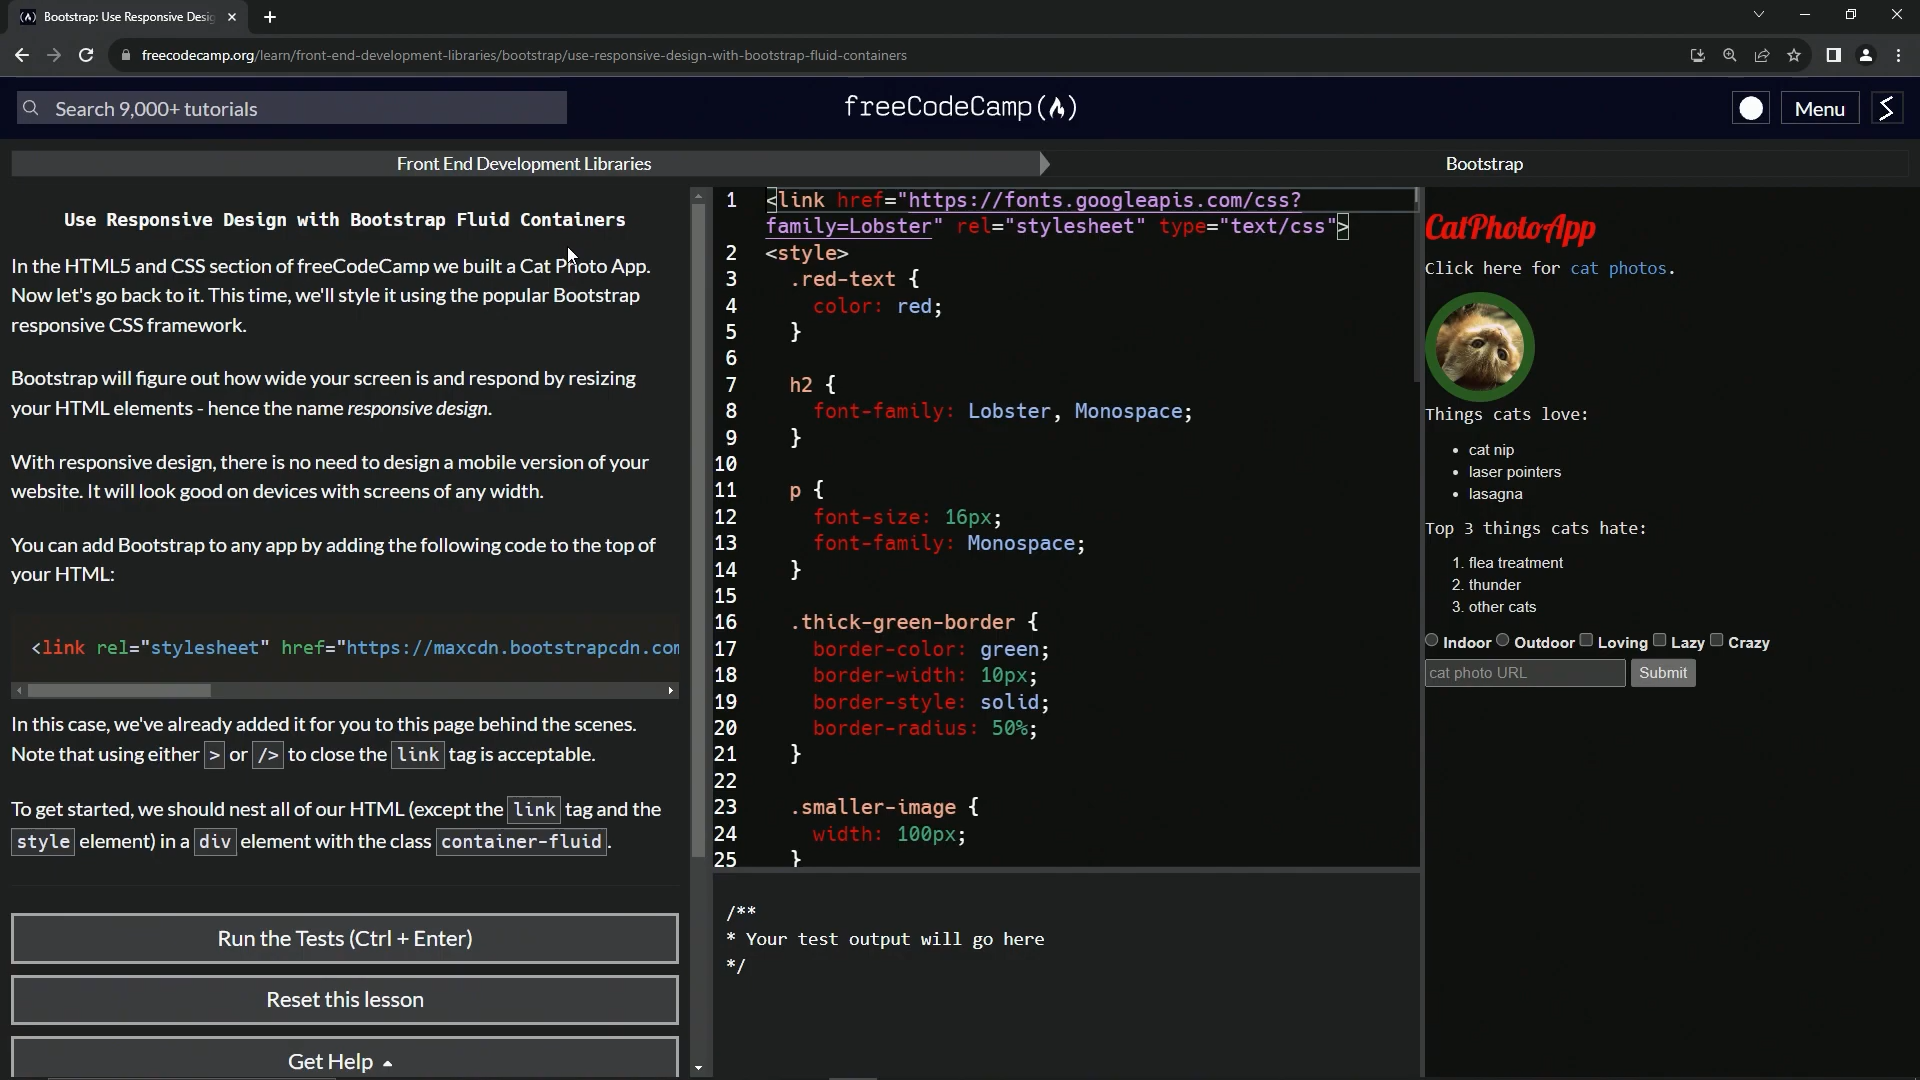 Bootstrap: Use Responsive Desig
freecodecamp.org/learn/front-end-development-libraries/bootstrap/use-responsive-design-with-bootstrap-fluid-containers
Search 9,000+ tutorials
freeCodeCamp
Menu
Front End Development Libraries
Bootstrap
Use Responsive Design with Bootstrap Fluid Containers
In the HTML5 and CSS section of freeCodeCamp we built a Cat Photo App.
Now let's go back to it. This time, we'll style it using the popular Bootstrap
responsive CSS framework.
Bootstrap will figure out how wide your screen is and respond by resizing
your HTML elements - hence the name responsive design.
With responsive design, there is no need to design a mobile version of your
website. It will look good on devices with screens of any width.
You can add Bootstrap to any app by adding the following code to the top of
your HTML:
<link rel="stylesheet" href="https://maxcdn.bootstrapcdn.com
In this case, we've already added it for you to this page behind the scenes.
Note that using either > or /> to close the link tag is acceptable.
To get started, we should nest all of our HTML (except the link tag and the
style element) in a div element with the class container-fluid.
Run the Tests (Ctrl + Enter)
Reset this lesson
Get Help
1 <link href="https://fonts.googleapis.com/css?
family=Lobster" rel="stylesheet" type="text/css">
2 <style>
3 .red-text {
4 color: red;
5 }
6
7 h2 {
8 font-family: Lobster, Monospace;
9 }
10
11 p {
12 font-size: 16px;
13 font-family: Monospace;
14 }
15
16 .thick-green-border {
17 border-color: green;
18 border-width: 10px;
19 border-style: solid;
20 border-radius: 50%;
21 }
22
23 .smaller-image {
24 width: 100px;
25 }
/**
* Your test output will go here
*/
CatPhotoApp
Click here for cat photos.
Things cats love:
• cat nip
• laser pointers
• lasagna
Top 3 things cats hate:
1. flea treatment
2. thunder
3. other cats
Indoor Outdoor Loving Lazy Crazy
cat photo URL Submit